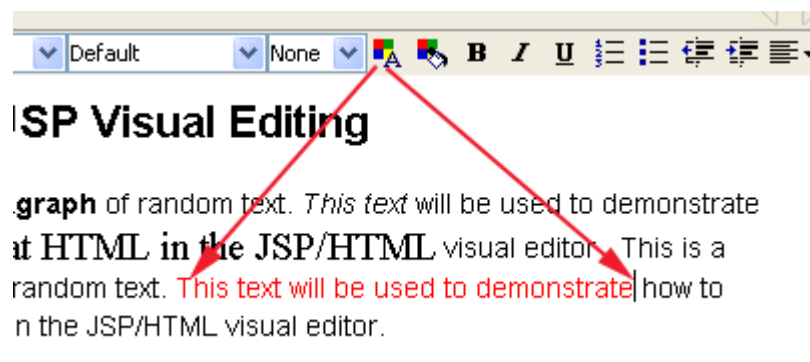 Default None A B I U
JSP Visual Editing
graph of random text. This text will be used to demonstrate
at HTML in the JSP/HTML visual editor. This is a
random text. This text will be used to demonstrate how to
n the JSP/HTML visual editor.